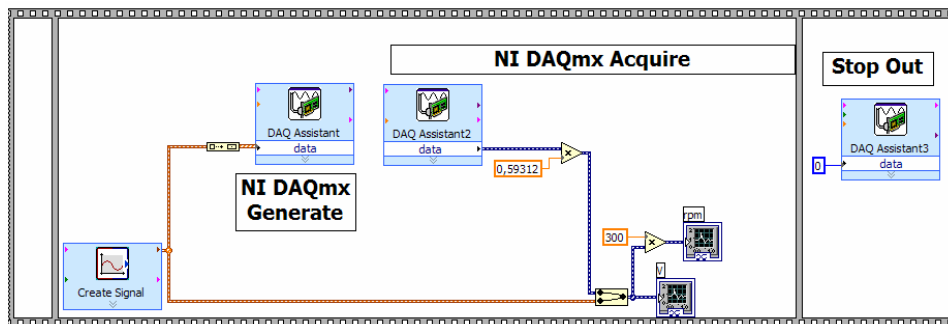 NI DAQmx Acquire
Stop Out
DAQ Assistant
data
DAQ Assistant2
data
0,59312
NI DAQmx
Generate
DAQ Assistant3
data
0
rpm
300
V
Create Signal